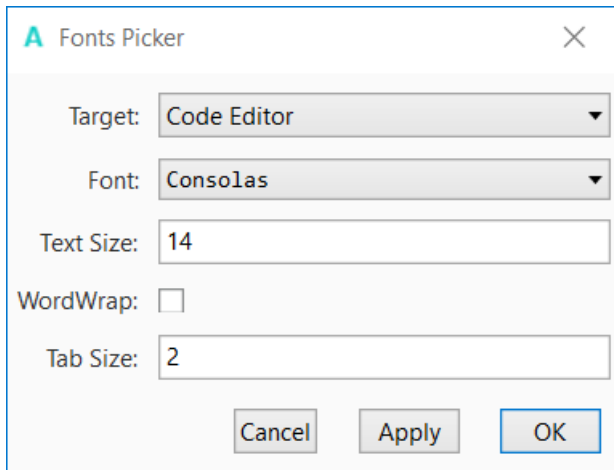 A Fonts Picker
Target: Code Editor
Font: Consolas
Text Size: 14
WordWrap:
Tab Size: 2
Cancel Apply OK